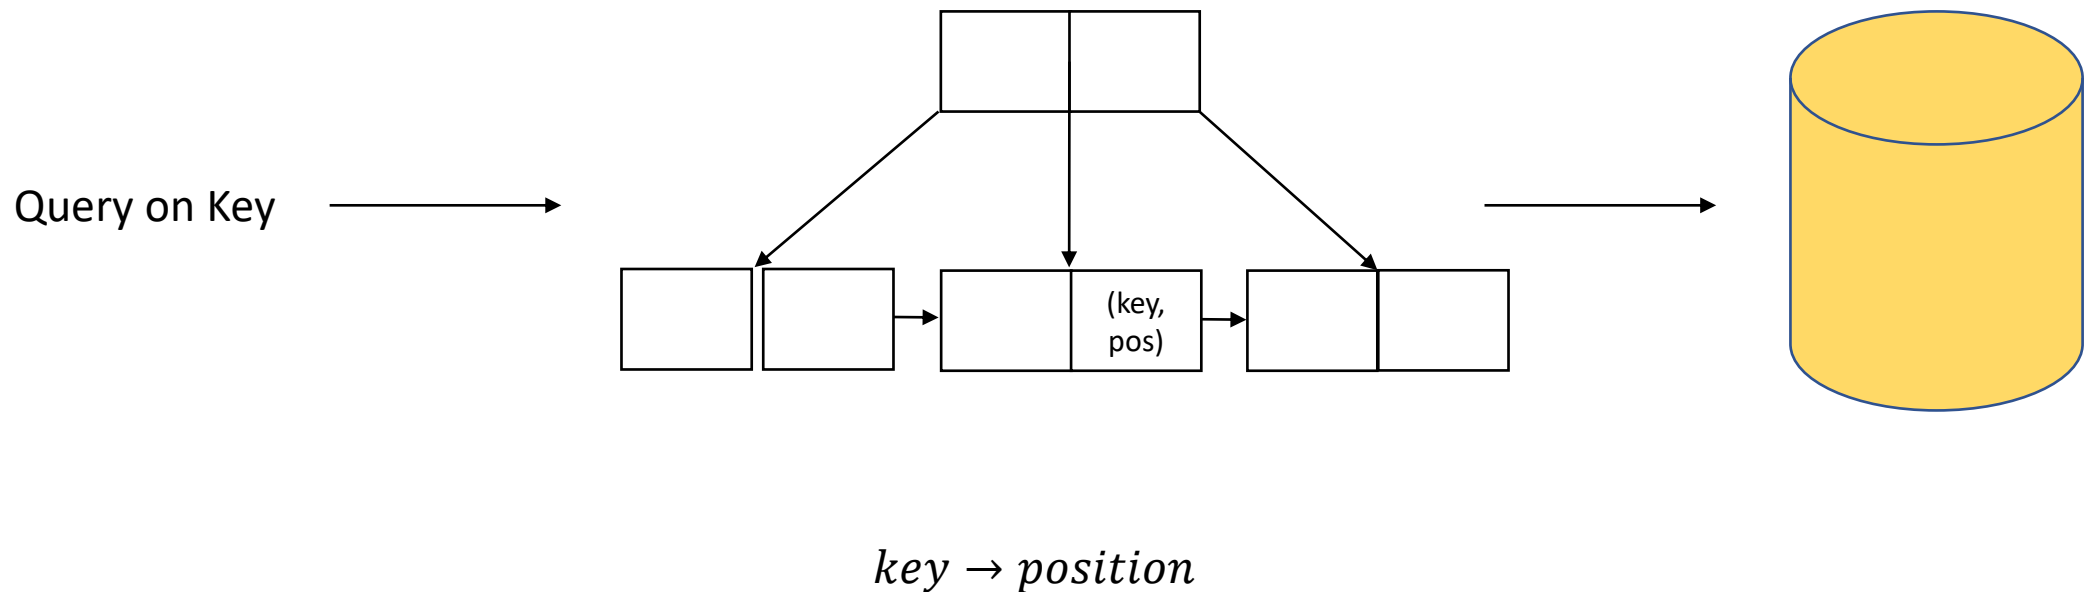 Query on Key
(key,
pos)
key → position